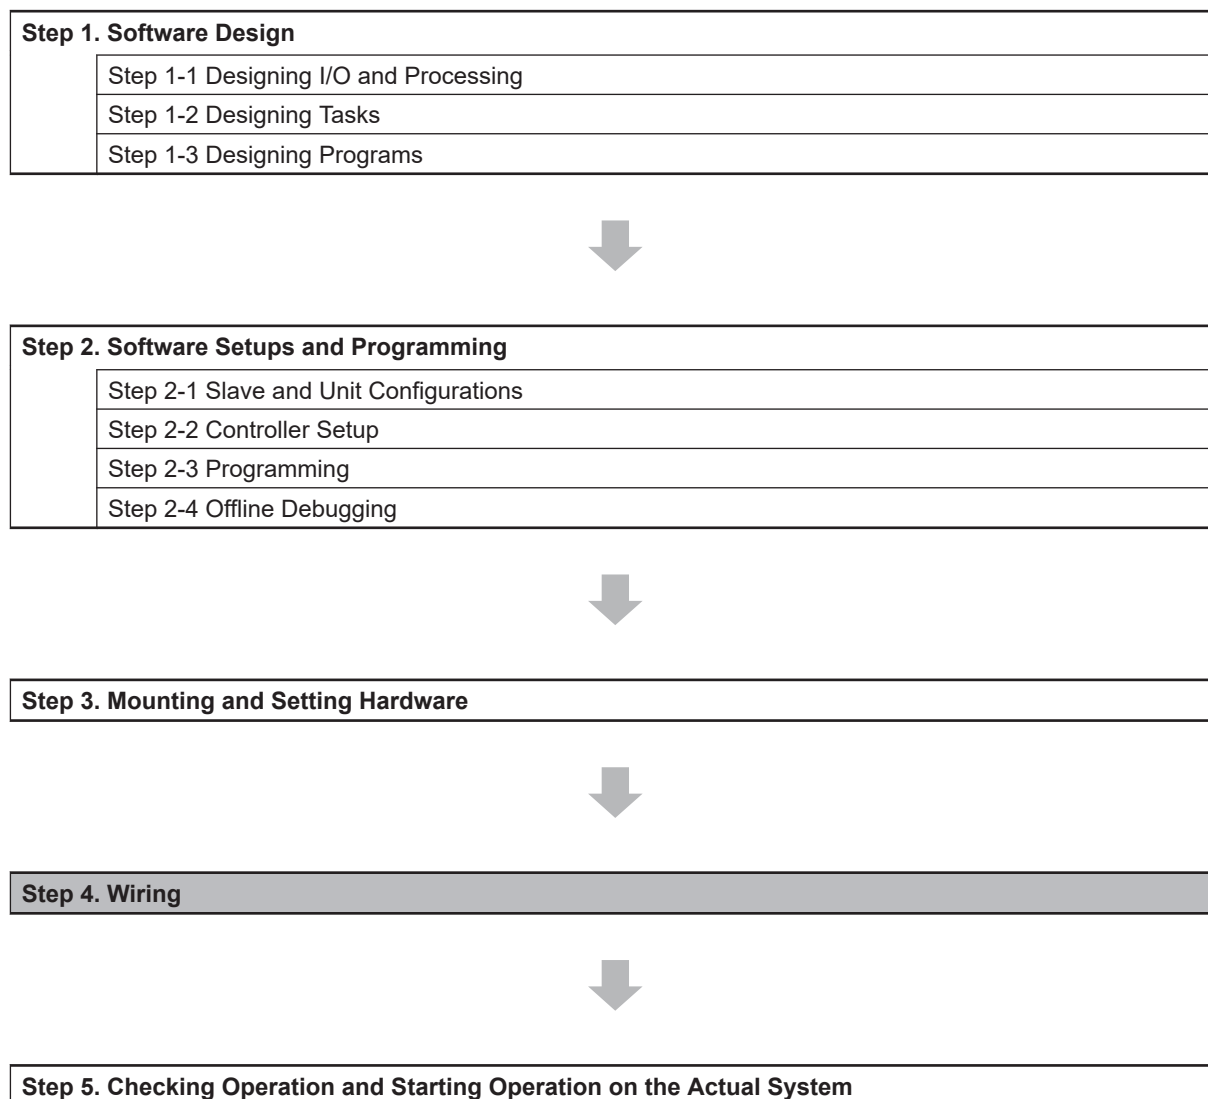 Step 1. Software Design
Step 1-1 Designing I/O and Processing
Step 1-2 Designing Tasks
Step 1-3 Designing Programs
Step 2. Software Setups and Programming
Step 2-1 Slave and Unit Configurations
Step 2-2 Controller Setup
Step 2-3 Programming
Step 2-4 Offline Debugging
Step 3. Mounting and Setting Hardware
Step 4. Wiring
Step 5. Checking Operation and Starting Operation on the Actual System